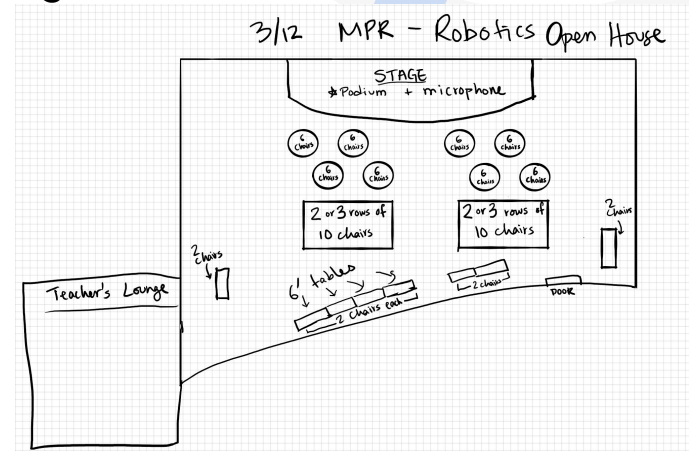 3/12 MPR - Robotics Open House
STAGE
*Podium + microphone
6 chairs
6 chairs
6 chairs
6 chairs
6 chairs
6 chairs
6 chairs
6 chairs
2 or 3 rows of
10 chairs
2 or 3 rows of
10 chairs
2 chairs
2 chairs
6' tables
2 chairs each
2 chairs
DOOR
Teacher's Lounge